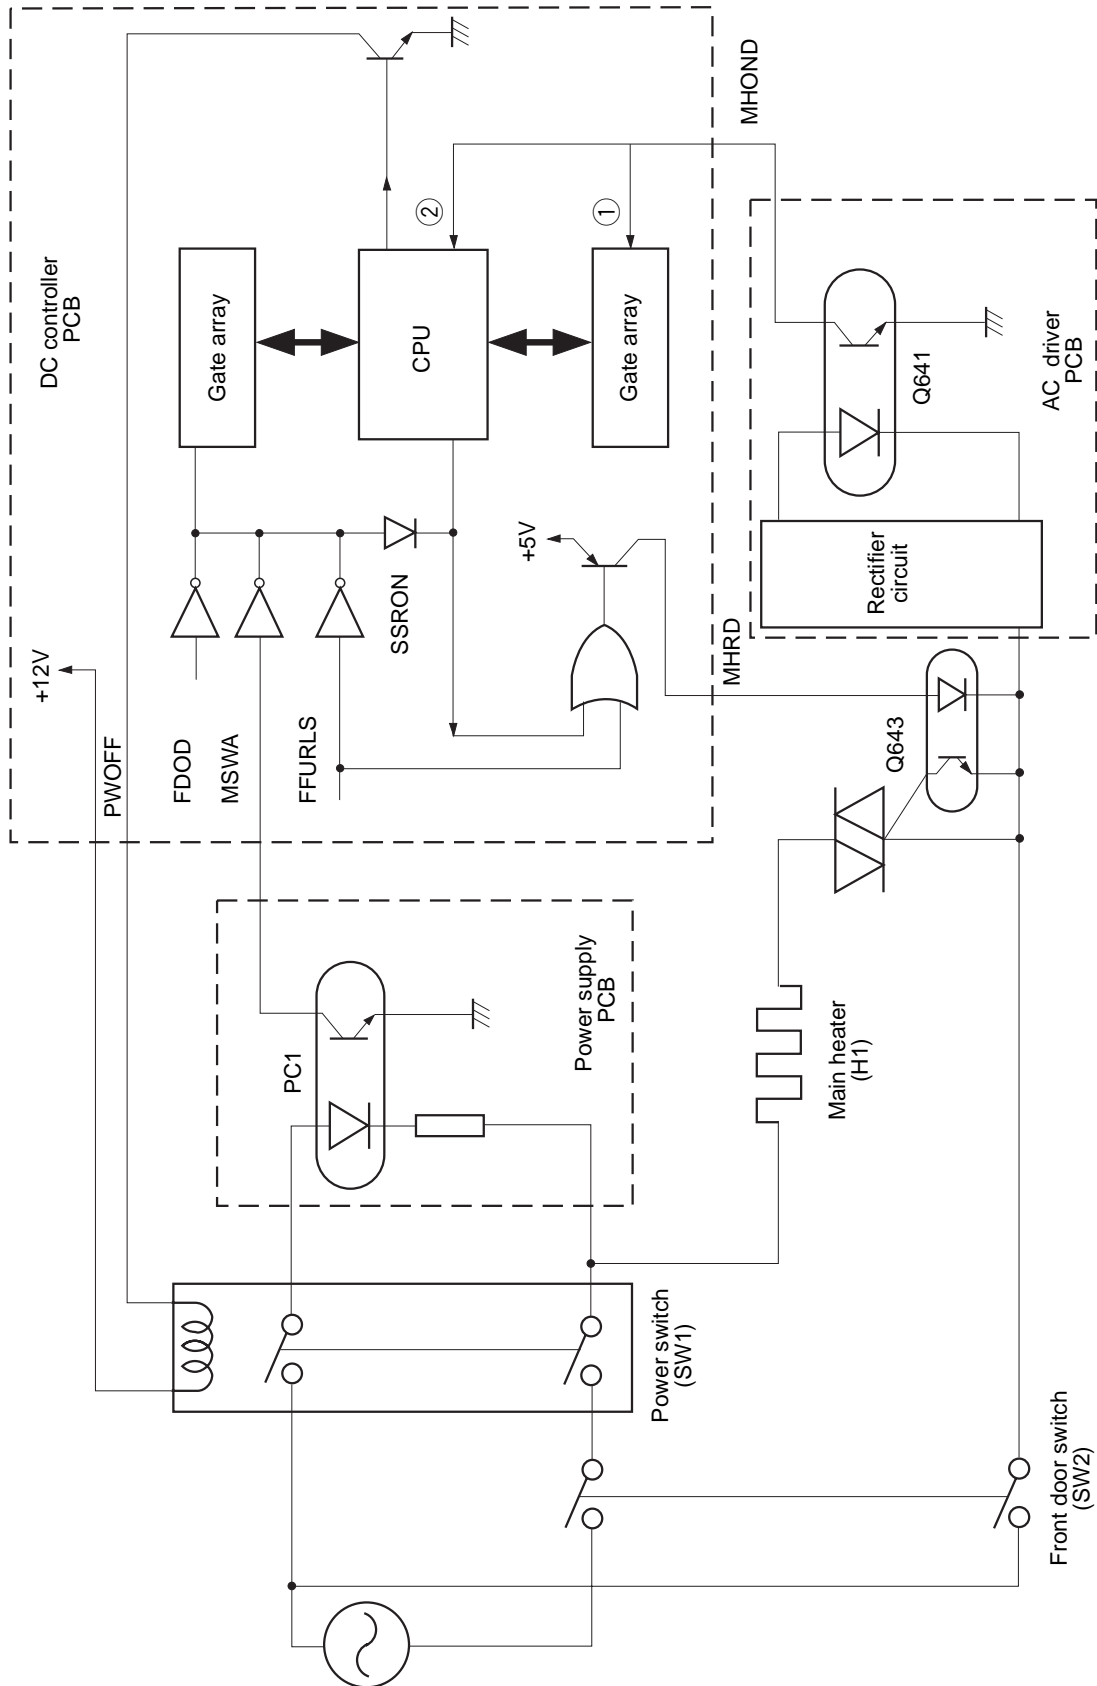 +12V
DC controller
PCB
PWOFF
FDOD
MSWA
Gate array
PC1
FFURLS
SSRON
CPU
②
+5V
Power supply
PCB
①
Gate array
Power switch
(SW1)
MHRD
MHOND
Main heater
(H1)
Q643
Rectifier
circuit
Q641
AC driver
PCB
Front door switch
(SW2)